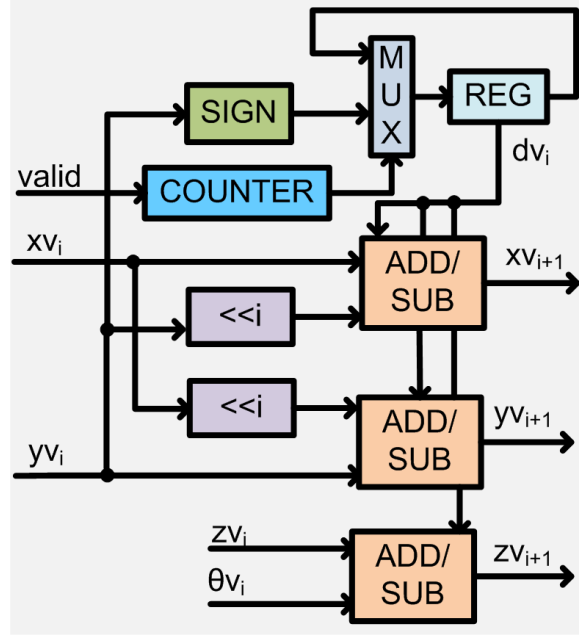 M
U
X
REG
SIGN
dvᵢ
valid
COUNTER
xvᵢ
ADD/
SUB
xvᵢ₊₁
<<i
<<i
ADD/
SUB
yvᵢ₊₁
yvᵢ
zvᵢ
ADD/
SUB
zvᵢ₊₁
θvᵢ